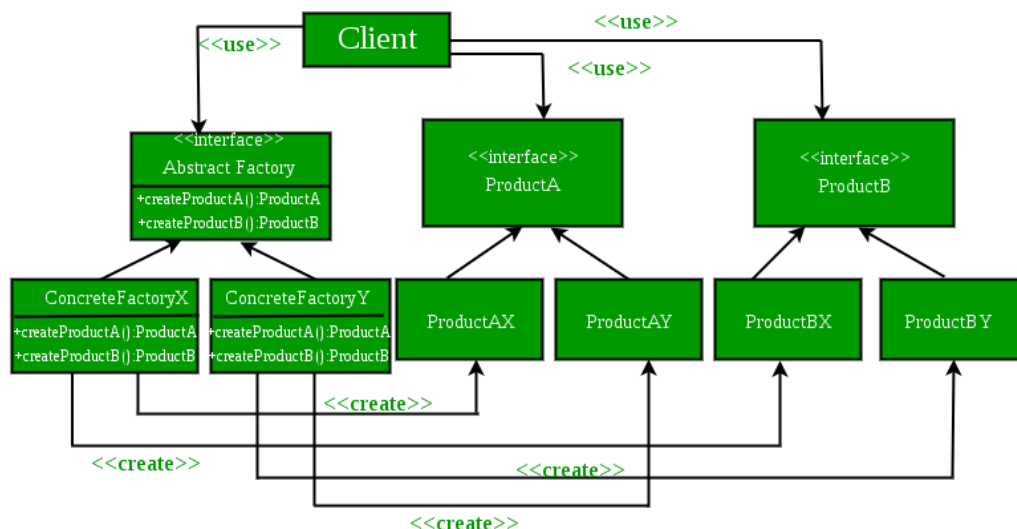 Client
<<use>>
<<use>>
<<use>>
<<interface>>
Abstract Factory
+createProductA():ProductA
+createProductB():ProductB
<<interface>>
ProductA
<<interface>>
ProductB
ConcreteFactoryX
+createProductA():ProductA
+createProductB():ProductB
ConcreteFactoryY
+createProductA():ProductA
+createProductB():ProductB
ProductAX
ProductAY
ProductBX
ProductBY
<<create>>
<<create>>
<<create>>
<<create>>